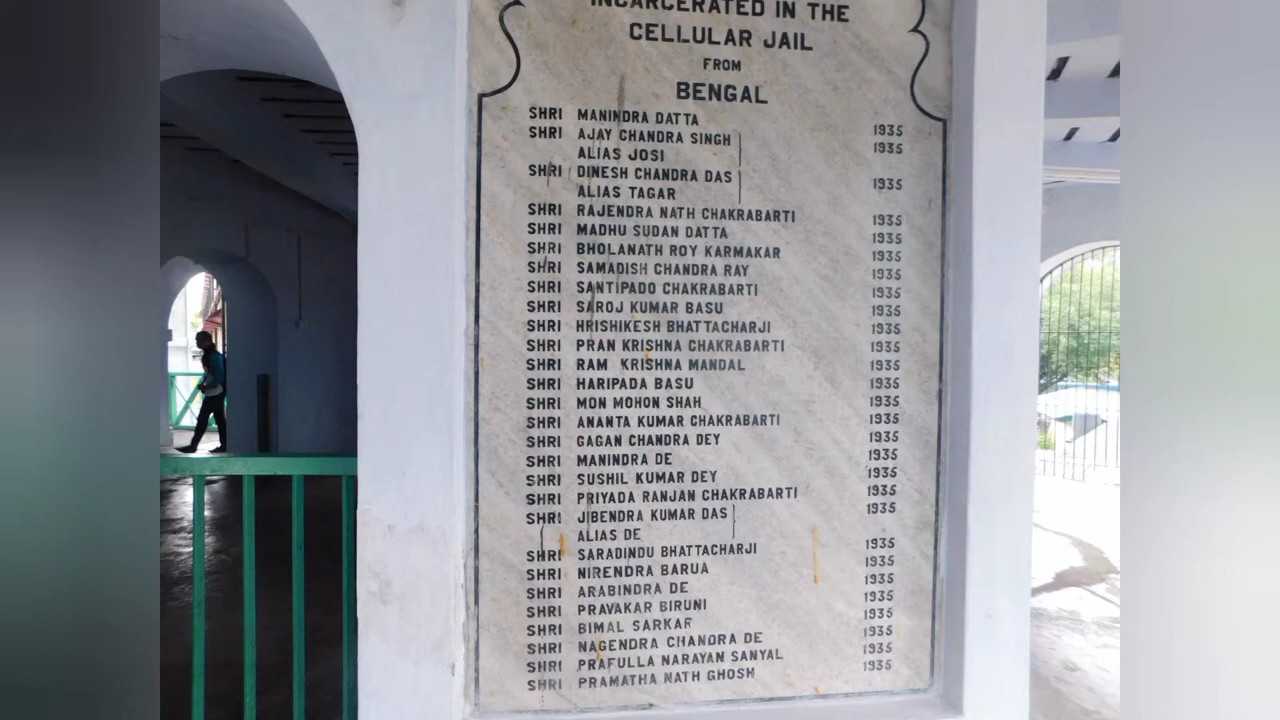 INCARCERATED IN THE
CELLULAR JAIL
FROM
BENGAL
SHRI MANINDRA DATTA 1935
SHRI AJAY CHANDRA SINGH 1935
ALIAS JOSI
SHRI DINESH CHANDRA DAS 1935
ALIAS TAGAR
SHRI RAJENDRA NATH CHAKRABARTI 1935
SHRI MADHU SUDAN DATTA 1935
SHRI BHOLANATH ROY KARMAKAR 1935
SHRI SAMADISH CHANDRA RAY 1935
SHRI SANTIPADO CHAKRABARTI 1935
SHRI SAROJ KUMAR BASU 1935
SHRI HRISHIKESH BHATTACHARJI 1935
SHRI PRAN KRISHNA CHAKRABARTI 1935
SHRI RAM KRISHNA MANDAL 1935
SHRI HARIPADA BASU 1935
SHRI MON MOHON SHAH 1935
SHRI ANANTA KUMAR CHAKRABARTI 1935
SHRI GAGAN CHANDRA DEY 1935
SHRI MANINDRA DE 1935
SHRI SUSHIL KUMAR DEY 1935
SHRI PRIYADA RANJAN CHAKRABARTI 1935
SHRI JIBENDRA KUMAR DAS 1935
ALIAS DE
SHRI SARADINDU BHATTACHARJI 1935
SHRI NIRENDRA BARUA 1935
SHRI ARABINDRA DE 1935
SHRI PRAVAKAR BIRUNI 1935
SHRI BIMAL SARKAR 1935
SHRI NAGENDRA CHANDRA DE 1935
SHRI PRAFULLA NARAYAN SANYAL 1935
SHRI PRAMATHA NATH GHOSH 1935